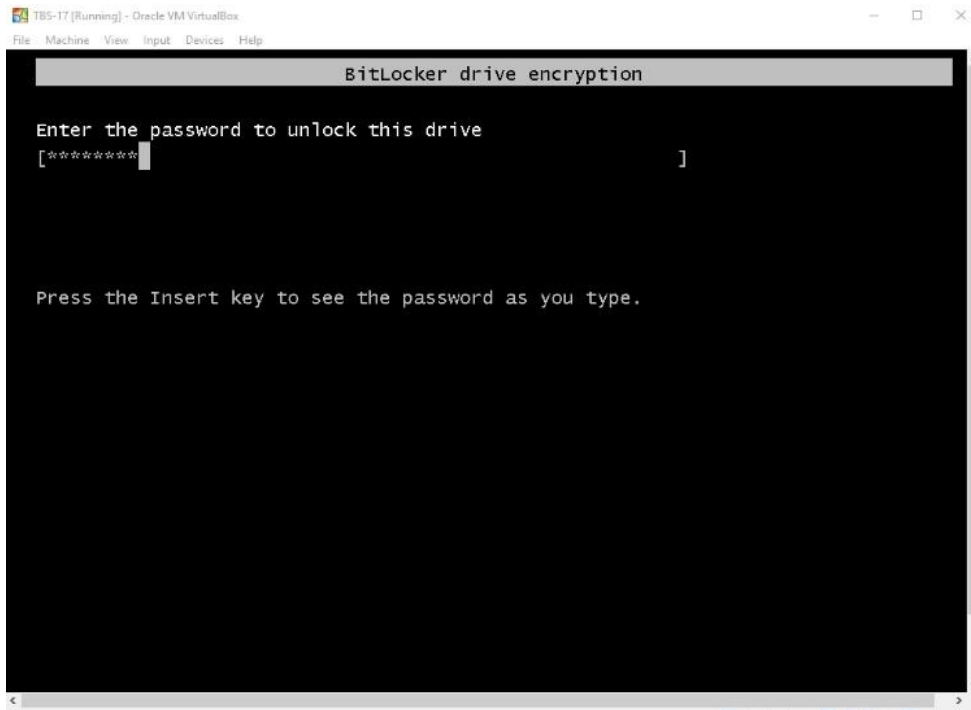 TBS-17 [Running] - Oracle VM VirtualBox
File Machine View Input Devices Help
BitLocker drive encryption
Enter the password to unlock this drive
[******** ]
Press the Insert key to see the password as you type.